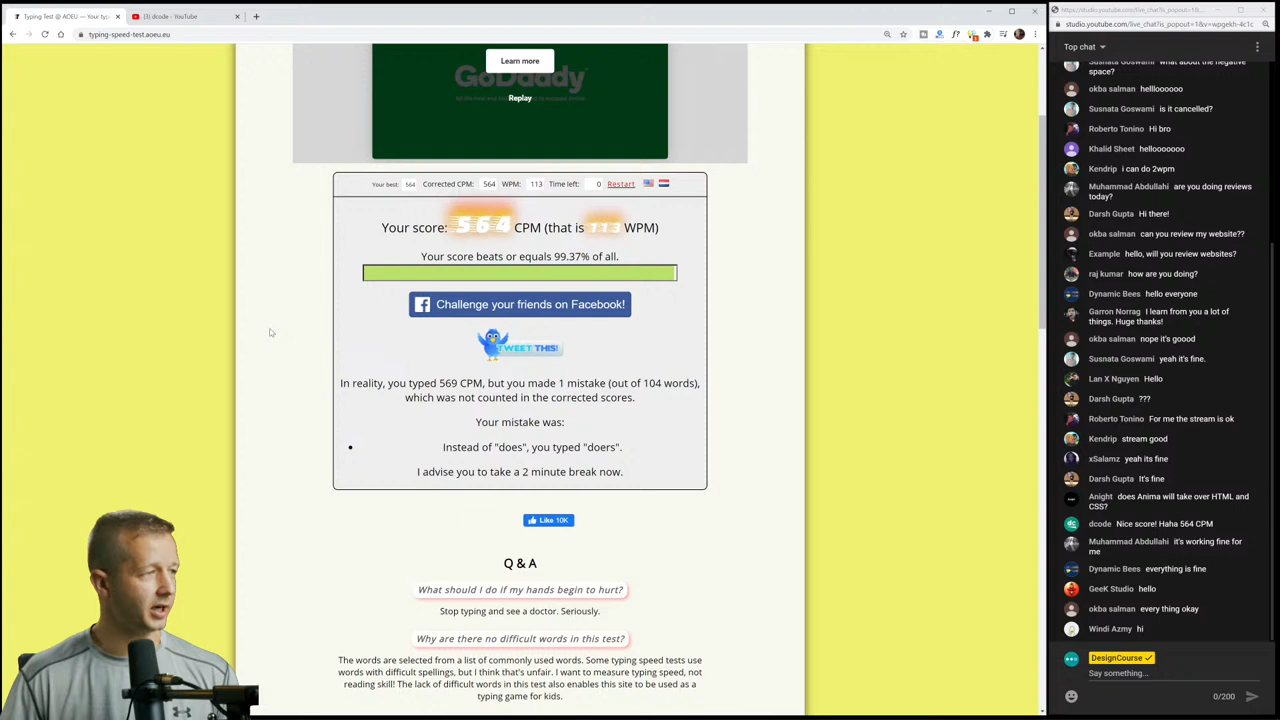 Typing Test @ AOEU — Your ty
(3) dcode - YouTube
typing-speed-test.aoeu.eu
Learn more
GoDaddy
Replay
Your best: 564 Corrected CPM: 564 WPM: 113 Time left: 0 Restart
Your score: 564 CPM (that is 113 WPM)
Your score beats or equals 99.37% of all.
Challenge your friends on Facebook!
TWEET THIS!
In reality, you typed 569 CPM, but you made 1 mistake (out of 104 words),
which was not counted in the corrected scores.
Your mistake was:
Instead of "does", you typed "doers".
I advise you to take a 2 minute break now.
Like 10K
Q & A
What should I do if my hands begin to hurt?
Stop typing and see a doctor. Seriously.
Why are there no difficult words in this test?
The words are selected from a list of commonly used words. Some typing speed tests use
words with difficult spellings, but I think that's unfair. I want to measure typing speed, not
reading skill! The lack of difficult words in this test also enables this site to be used as a
typing game for kids.
https://studio.youtube.com/live_chat?is_popout=1&v=wpgekh-4c1c
studio.youtube.com/live_chat?is_popout=1&v=wpgekh-4c1c
Top chat
Susnata Goswami what about the negative
space?
okba salman hellloooooo
Susnata Goswami is it cancelled?
Roberto Tonino Hi bro
Khalid Sheet hellooooooo
Kendrip i can do 2wpm
Muhammad Abdullahi are you doing reviews
today?
Darsh Gupta Hi there!
okba salman can you review my website??
Example hello, will you review websites?
raj kumar how are you doing?
Dynamic Bees hello everyone
Garron Norrag I learn from you a lot of
things. Huge thanks!
okba salman nope it's goood
Susnata Goswami yeah it's fine.
Lan X Nguyen Hello
Darsh Gupta ???
Roberto Tonino For me the stream is ok
Kendrip stream good
xSalamz yeah its fine
Darsh Gupta It's fine
Anight does Anima will take over HTML and
CSS?
dcode Nice score! Haha 564 CPM
Muhammad Abdullahi it's working fine for
me
Dynamic Bees everything is fine
GeeK Studio hello
okba salman every thing okay
Windi Azmy hi
DesignCourse
Say something...
0/200